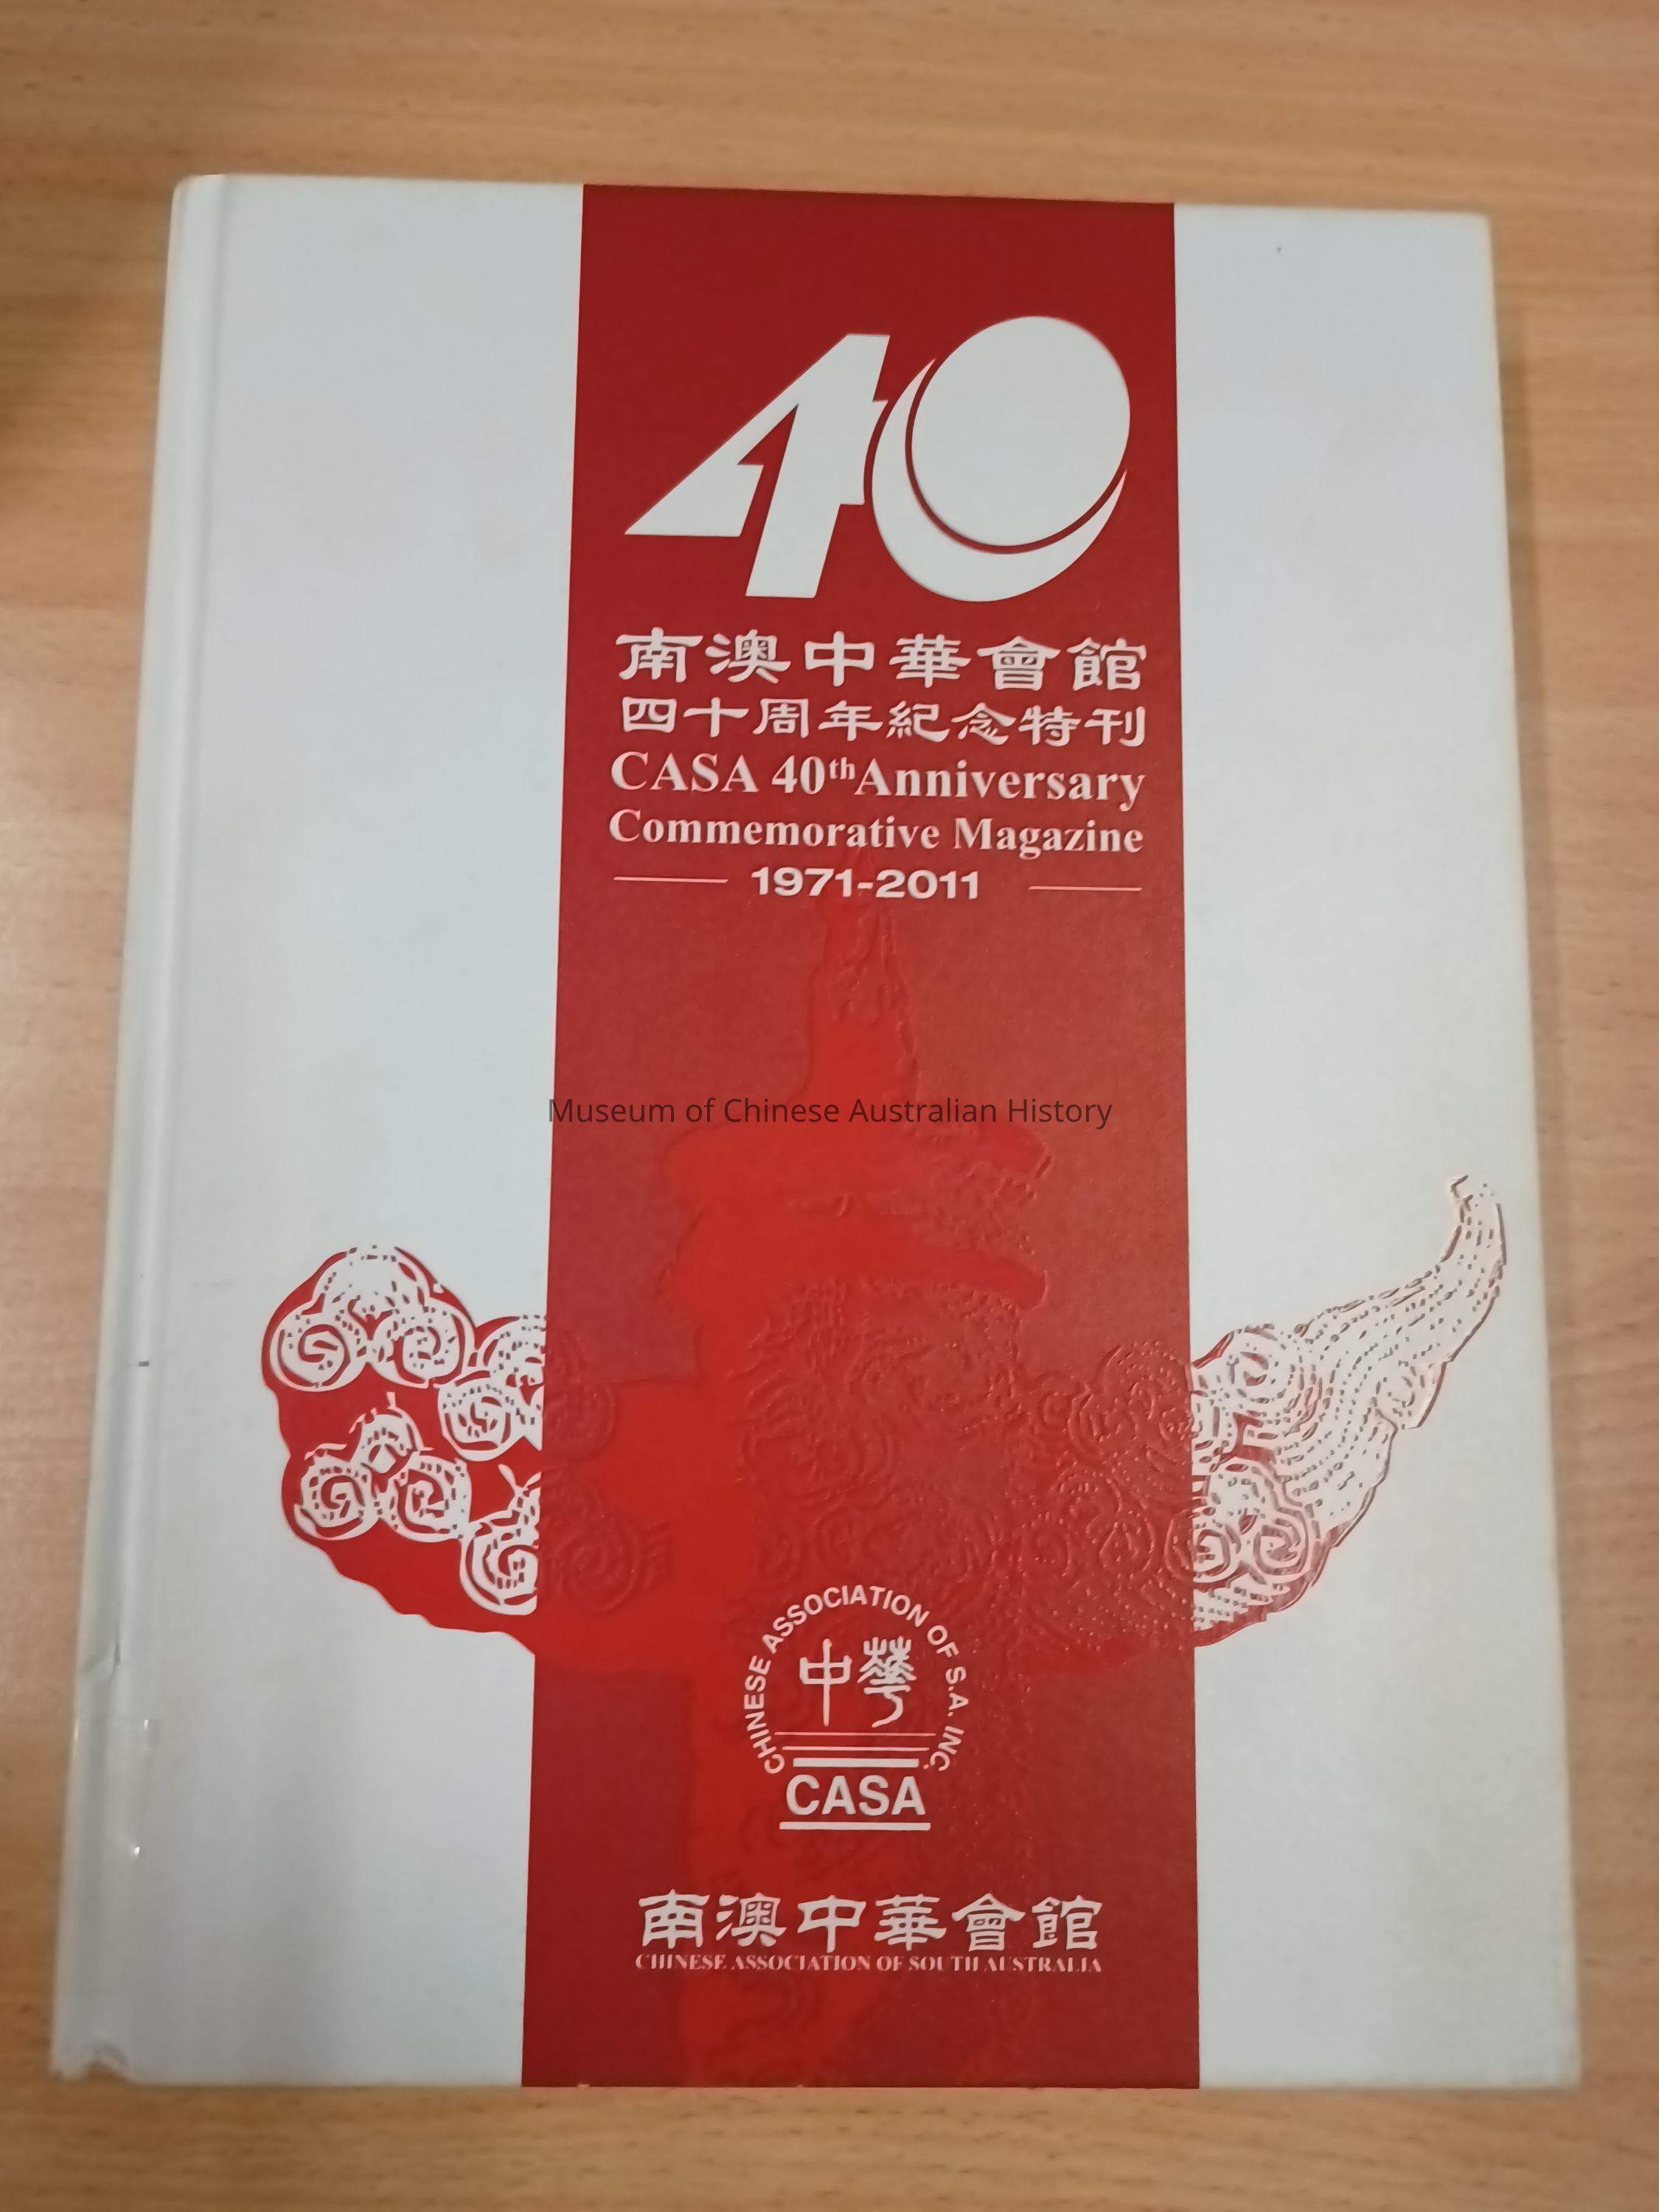 40
南澳中華會館
四十周年紀念特刊
CASA 40th Anniversary
Commemorative Magazine
1971-2011
Museum of Chinese Australian History
CHINESE ASSOCIATION OF S.A. INC.
中華
CASA
南澳中華會館
CHINESE ASSOCIATION OF SOUTH AUSTRALIA